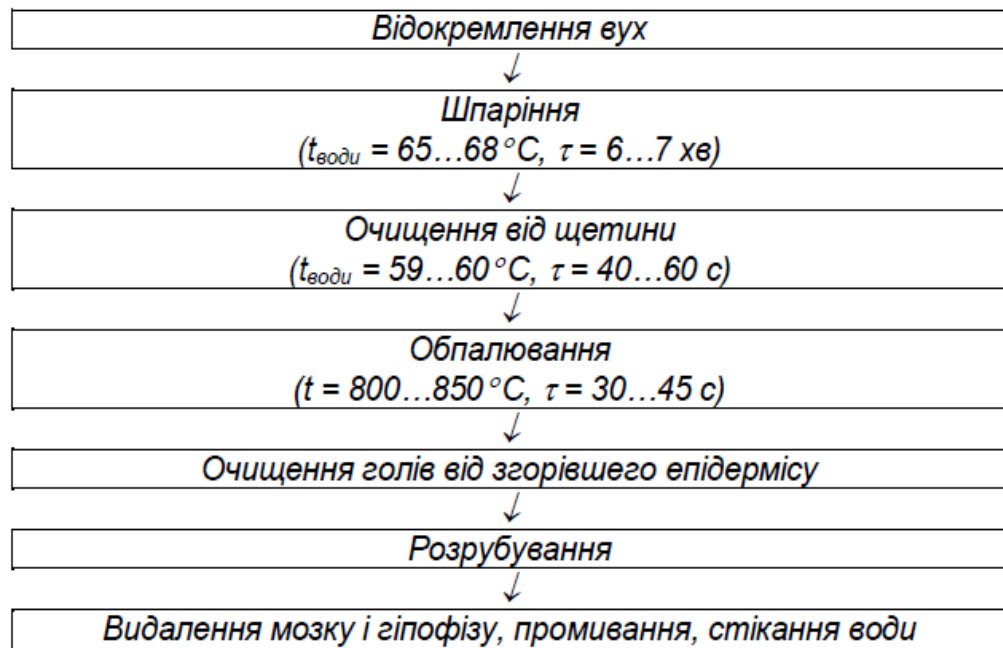 Відокремлення вух
↓
Шпаріння
(tводи = 65…68°C, τ = 6…7 хв)
↓
Очищення від щетини
(tводи = 59…60°C, τ = 40…60 с)
↓
Обпалювання
(t = 800…850°C, τ = 30…45 с)
↓
Очищення голів від згорівшего епідермісу
↓
Розрубування
↓
Видалення мозку і гіпофізу, промивання, стікання води